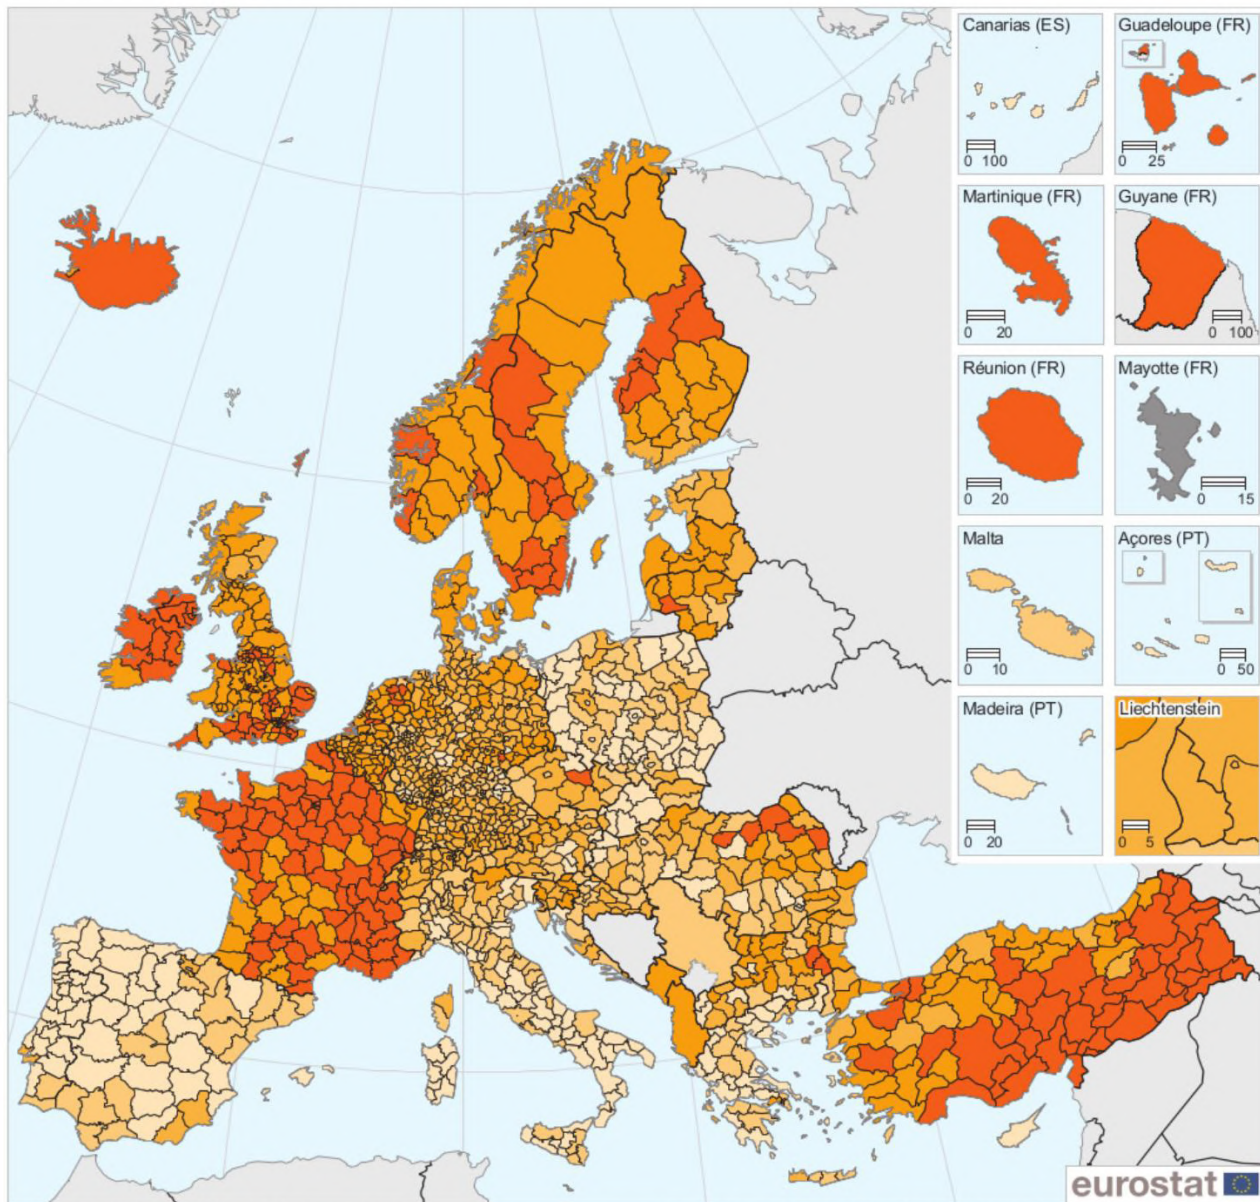 Canarias (ES)
0 100
Guadeloupe (FR)
0 25
Martinique (FR)
0 20
Guyane (FR)
0 100
Réunion (FR)
0 20
Mayotte (FR)
0 15
Malta
0 10
Açores (PT)
0 50
Madeira (PT)
0 20
Liechtenstein
0 5
eurostat